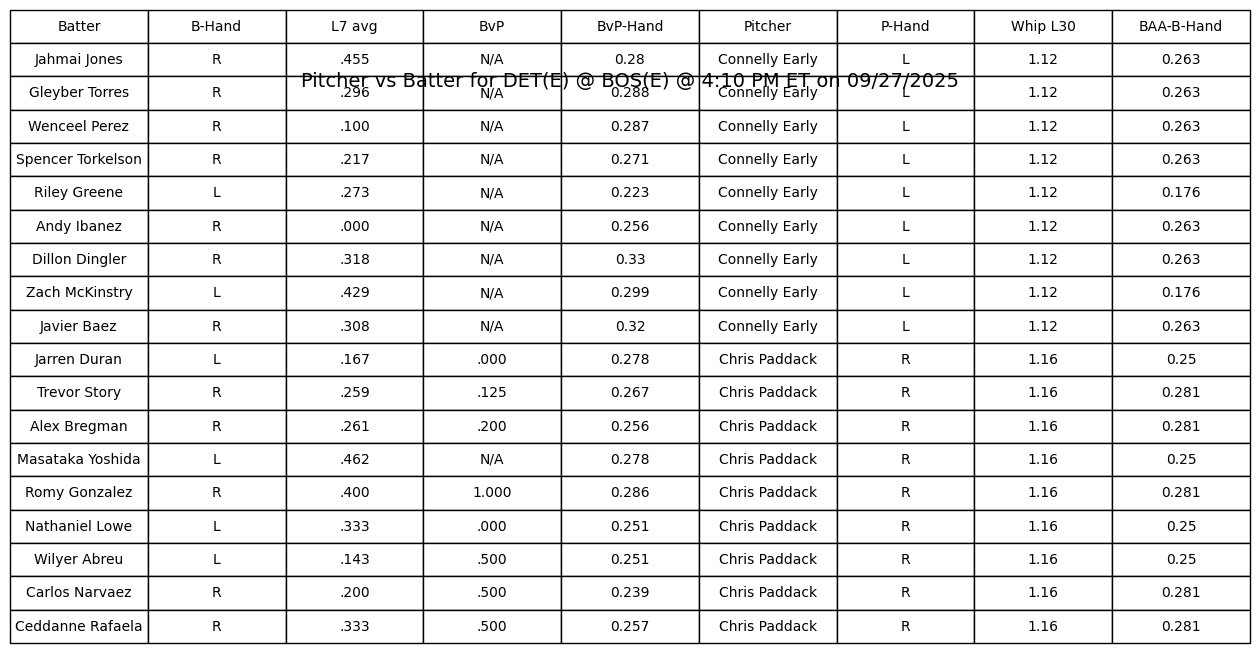 Batter B-Hand L7 avg BvP BvP-Hand Pitcher P-Hand Whip L30 BAA-B-Hand
Jahmai Jones R .455 N/A 0.28 Connelly Early L 1.12 0.263
Pitcher vs Batter for DET(E) @ BOS(E) @ 4:10 PM ET on 09/27/2025
Gleyber Torres R .296 N/A 0.288 Connelly Early L 1.12 0.263
Wenceel Perez R .100 N/A 0.287 Connelly Early L 1.12 0.263
Spencer Torkelson R .217 N/A 0.271 Connelly Early L 1.12 0.263
Riley Greene L .273 N/A 0.223 Connelly Early L 1.12 0.176
Andy Ibanez R .000 N/A 0.256 Connelly Early L 1.12 0.263
Dillon Dingler R .318 N/A 0.33 Connelly Early L 1.12 0.263
Zach McKinstry L .429 N/A 0.299 Connelly Early L 1.12 0.176
Javier Baez R .308 N/A 0.32 Connelly Early L 1.12 0.263
Jarren Duran L .167 .000 0.278 Chris Paddack R 1.16 0.25
Trevor Story R .259 .125 0.267 Chris Paddack R 1.16 0.281
Alex Bregman R .261 .200 0.256 Chris Paddack R 1.16 0.281
Masataka Yoshida L .462 N/A 0.278 Chris Paddack R 1.16 0.25
Romy Gonzalez R .400 1.000 0.286 Chris Paddack R 1.16 0.281
Nathaniel Lowe L .333 .000 0.251 Chris Paddack R 1.16 0.25
Wilyer Abreu L .143 .500 0.251 Chris Paddack R 1.16 0.25
Carlos Narvaez R .200 .500 0.239 Chris Paddack R 1.16 0.281
Ceddanne Rafaela R .333 .500 0.257 Chris Paddack R 1.16 0.281